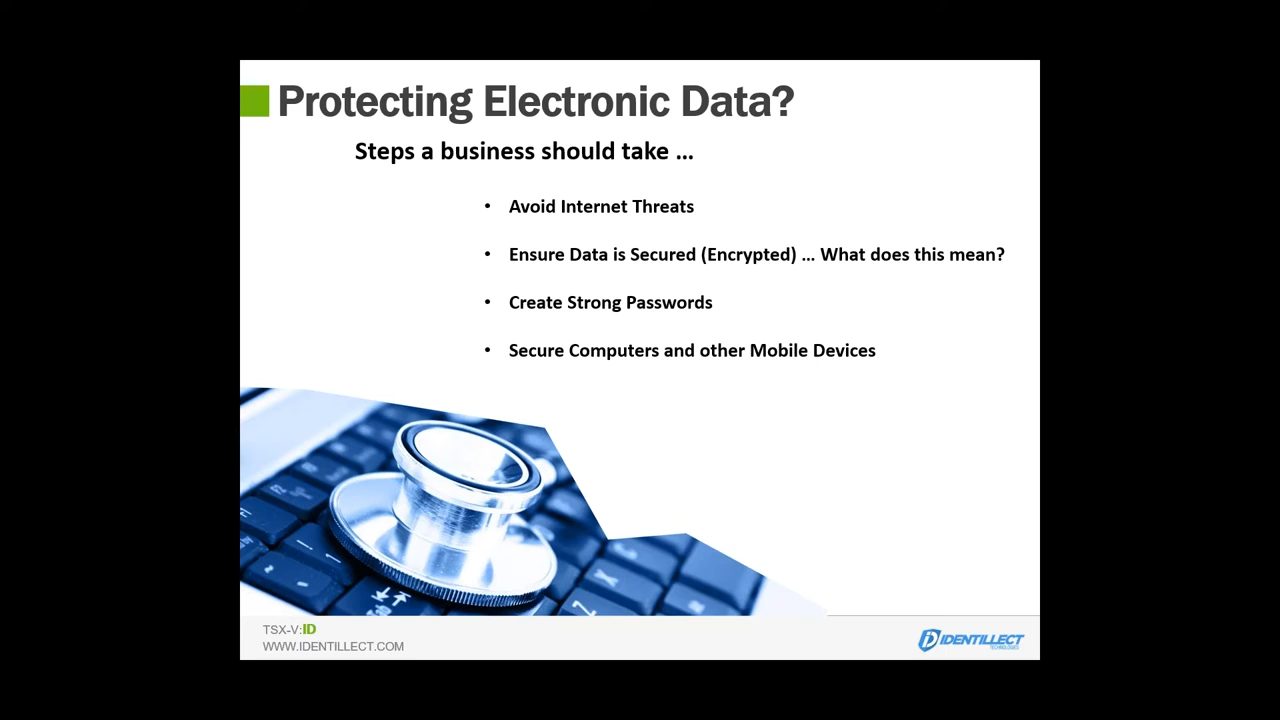 Protecting Electronic Data?
Steps a business should take ...
• Avoid Internet Threats
• Ensure Data is Secured (Encrypted) ... What does this mean?
• Create Strong Passwords
• Secure Computers and other Mobile Devices
TSX-V:ID
WWW.IDENTILLECT.COM
IDENTILLECT
TECHNOLOGIES